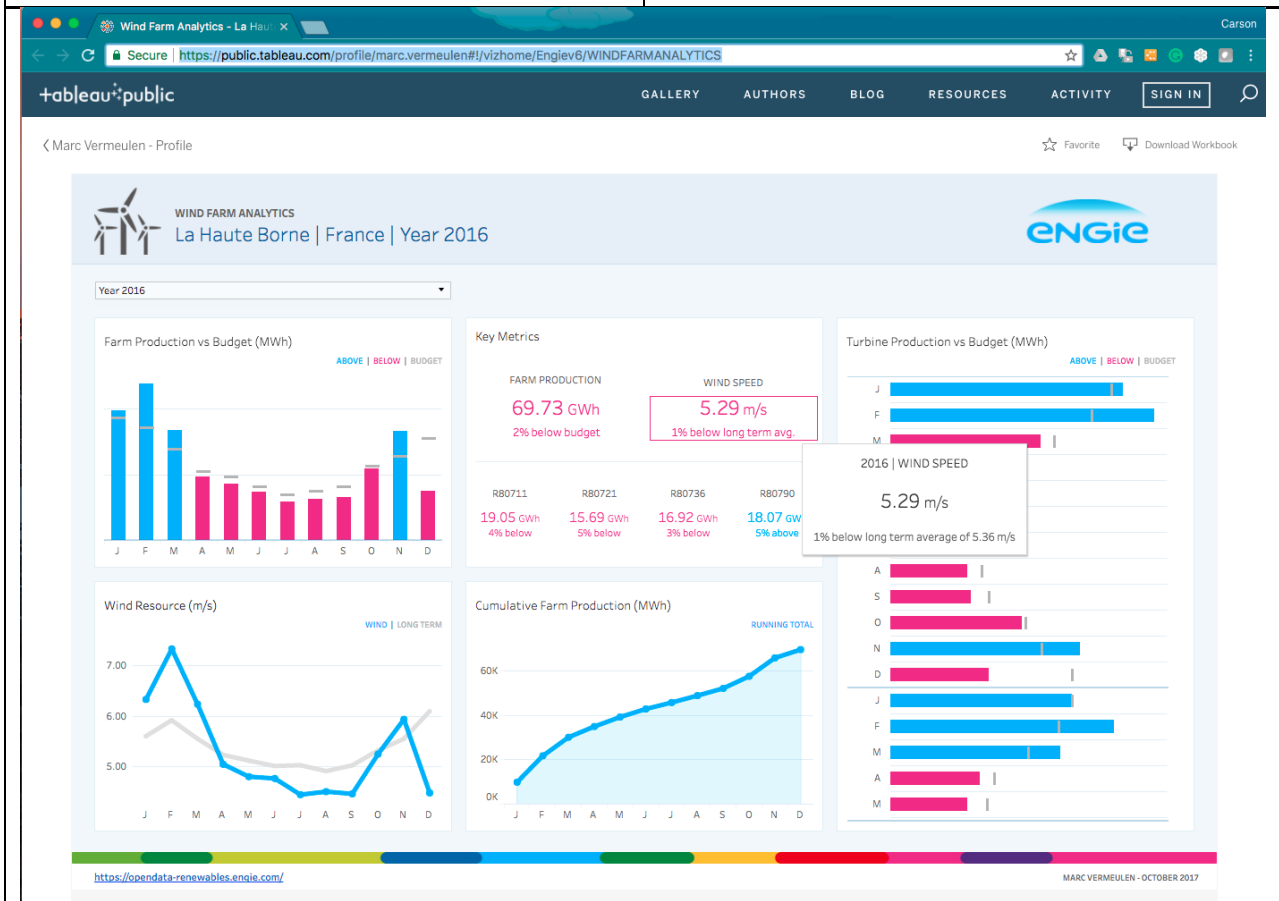 Wind Farm Analytics - La Haut
Carson
Secure https://public.tableau.com/profile/marc.vermeulen#!/vizhome/Engiev6/WINDFARMANALYTICS
+ableau public
GALLERY AUTHORS BLOG RESOURCES ACTIVITY SIGN IN
Marc Vermeulen - Profile
Favorite Download Workbook
WIND FARM ANALYTICS
La Haute Borne | France | Year 2016
ENGIE
Year 2016
Farm Production vs Budget (MWh)
ABOVE | BELOW | BUDGET
J F M A M J J A S O N D
Key Metrics
FARM PRODUCTION
69.73 GWh
2% below budget
WIND SPEED
5.29 m/s
1% below long term avg.
R80711 R80721 R80736 R80790
19.05 GWh 15.69 GWh 16.92 GWh 18.07 GW
4% below 5% below 3% below 5% above
2016 | WIND SPEED
5.29 m/s
1% below long term average of 5.36 m/s
Turbine Production vs Budget (MWh)
ABOVE | BELOW | BUDGET
J
F
M
A
S
O
N
D
J
F
M
A
M
Wind Resource (m/s)
WIND | LONG TERM
7.00
6.00
5.00
J F M A M J J A S O N D
Cumulative Farm Production (MWh)
RUNNING TOTAL
60K
40K
20K
0K
J F M A M J J A S O N D
https://opendata-renewables.engie.com/
MARC VERMEULEN - OCTOBER 2017